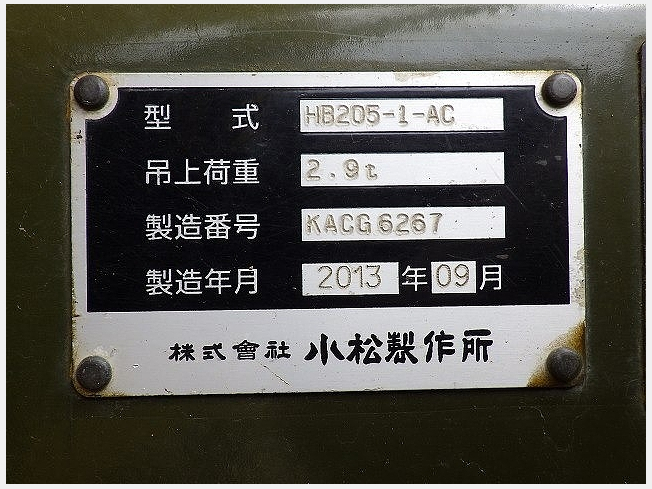 型 式 HB205-1-AC
吊上荷重 2.9t
製造番号 KACG6267
製造年月 2013 年 09 月
株式會社 小松製作所